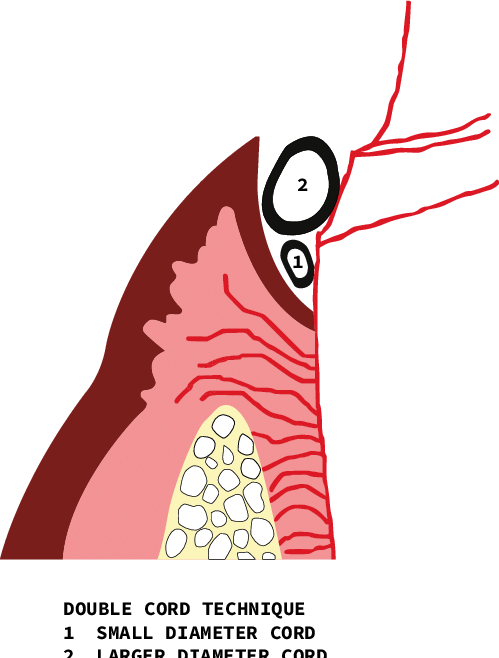 2
1
DOUBLE CORD TECHNIQUE
1 SMALL DIAMETER CORD
2 LARGER DIAMETER CORD